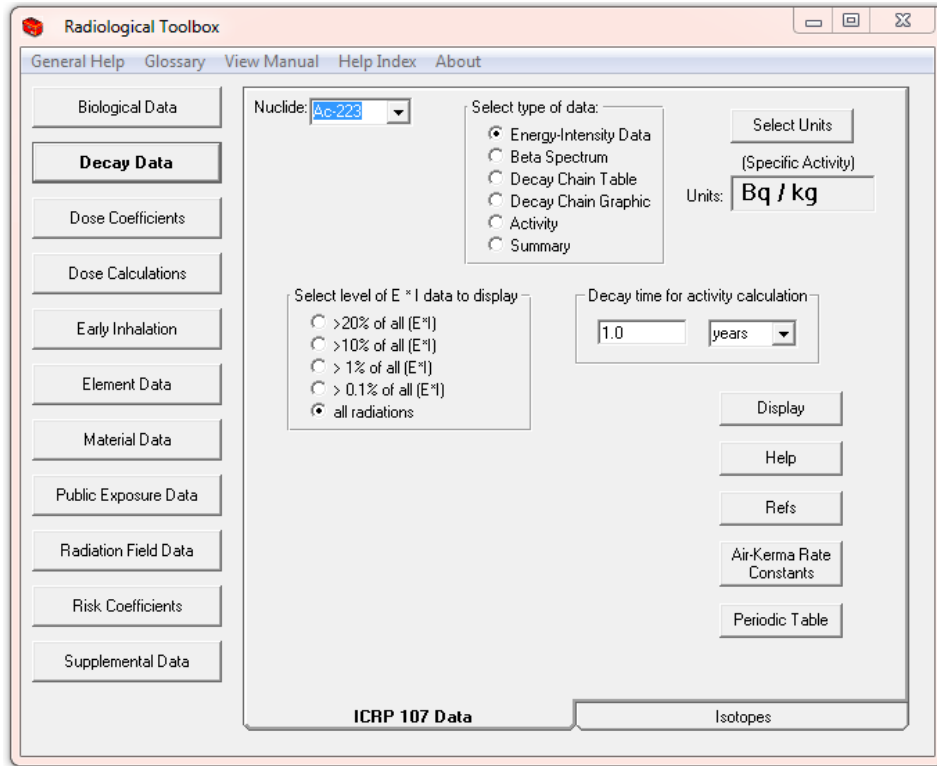 Radiological Toolbox
General Help Glossary View Manual Help Index About
Biological Data
Decay Data
Dose Coefficients
Dose Calculations
Early Inhalation
Element Data
Material Data
Public Exposure Data
Radiation Field Data
Risk Coefficients
Supplemental Data
Nuclide: Ac-223
Select type of data:
Energy-Intensity Data
Beta Spectrum
Decay Chain Table
Decay Chain Graphic
Activity
Summary
Select Units
(Specific Activity)
Units: Bq / kg
Select level of E * I data to display
>20% of all (E*I)
>10% of all (E*I)
> 1% of all (E*I)
> 0.1% of all (E*I)
all radiations
Decay time for activity calculation
1.0 years
Display
Help
Refs
Air-Kerma Rate
Constants
Periodic Table
ICRP 107 Data
Isotopes